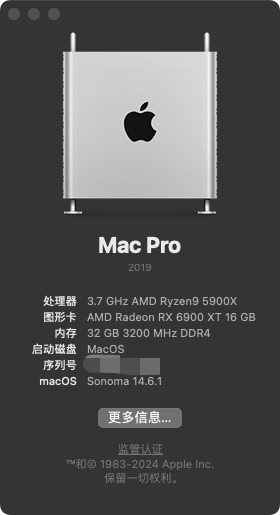 Mac Pro
2019
处理器 3.7 GHz AMD Ryzen9 5900X
图形卡 AMD Radeon RX 6900 XT 16 GB
内存 32 GB 3200 MHz DDR4
启动磁盘 MacOS
序列号
macOS Sonoma 14.6.1
更多信息...
监管认证
™和© 1983-2024 Apple Inc.
保留一切权利。